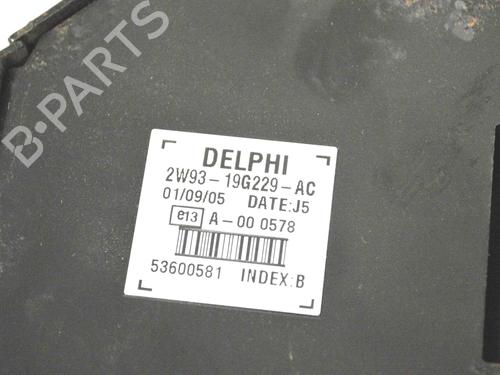 B-PARTS
DELPHI
2W93-19G229-AC
01/09/05 DATE:J5
e13 A-00 0578
53600581 INDEX:B